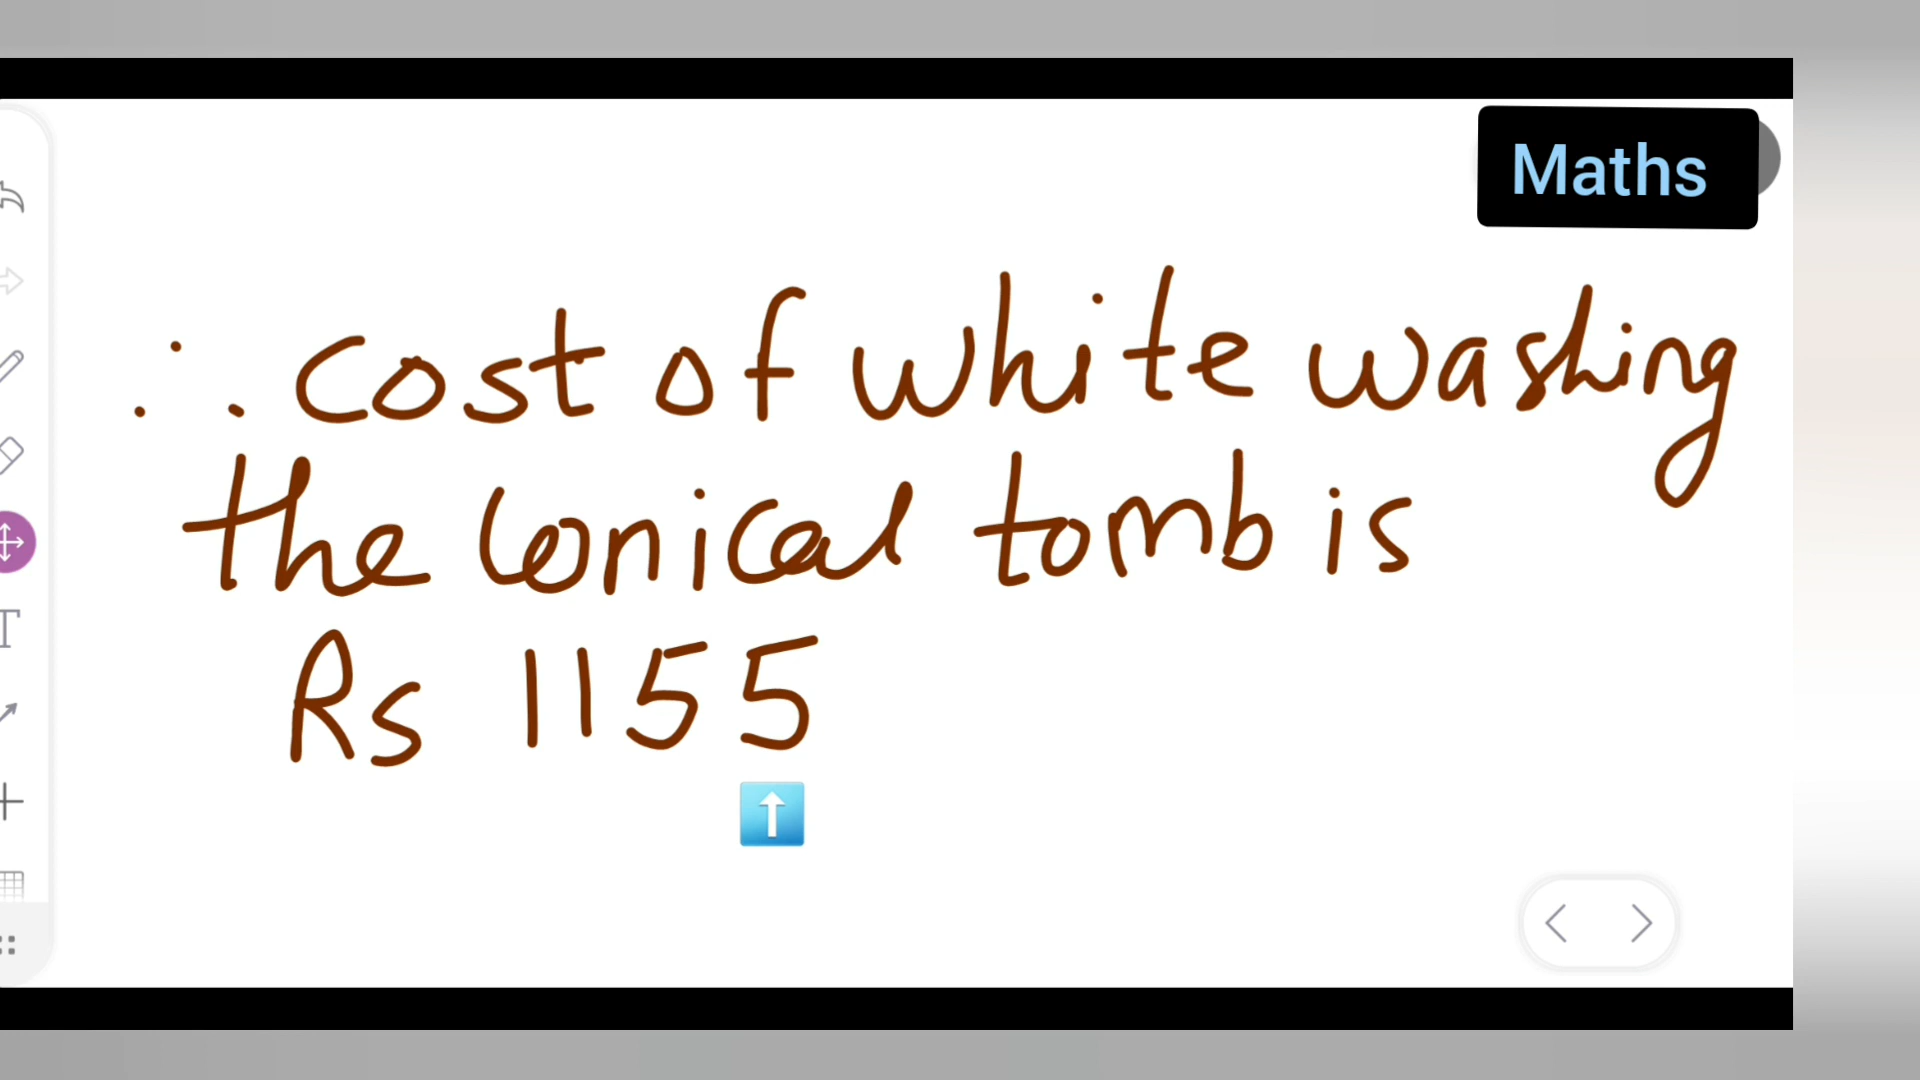 Maths
∴ cost of white washing
the conical tomb is
Rs 1155